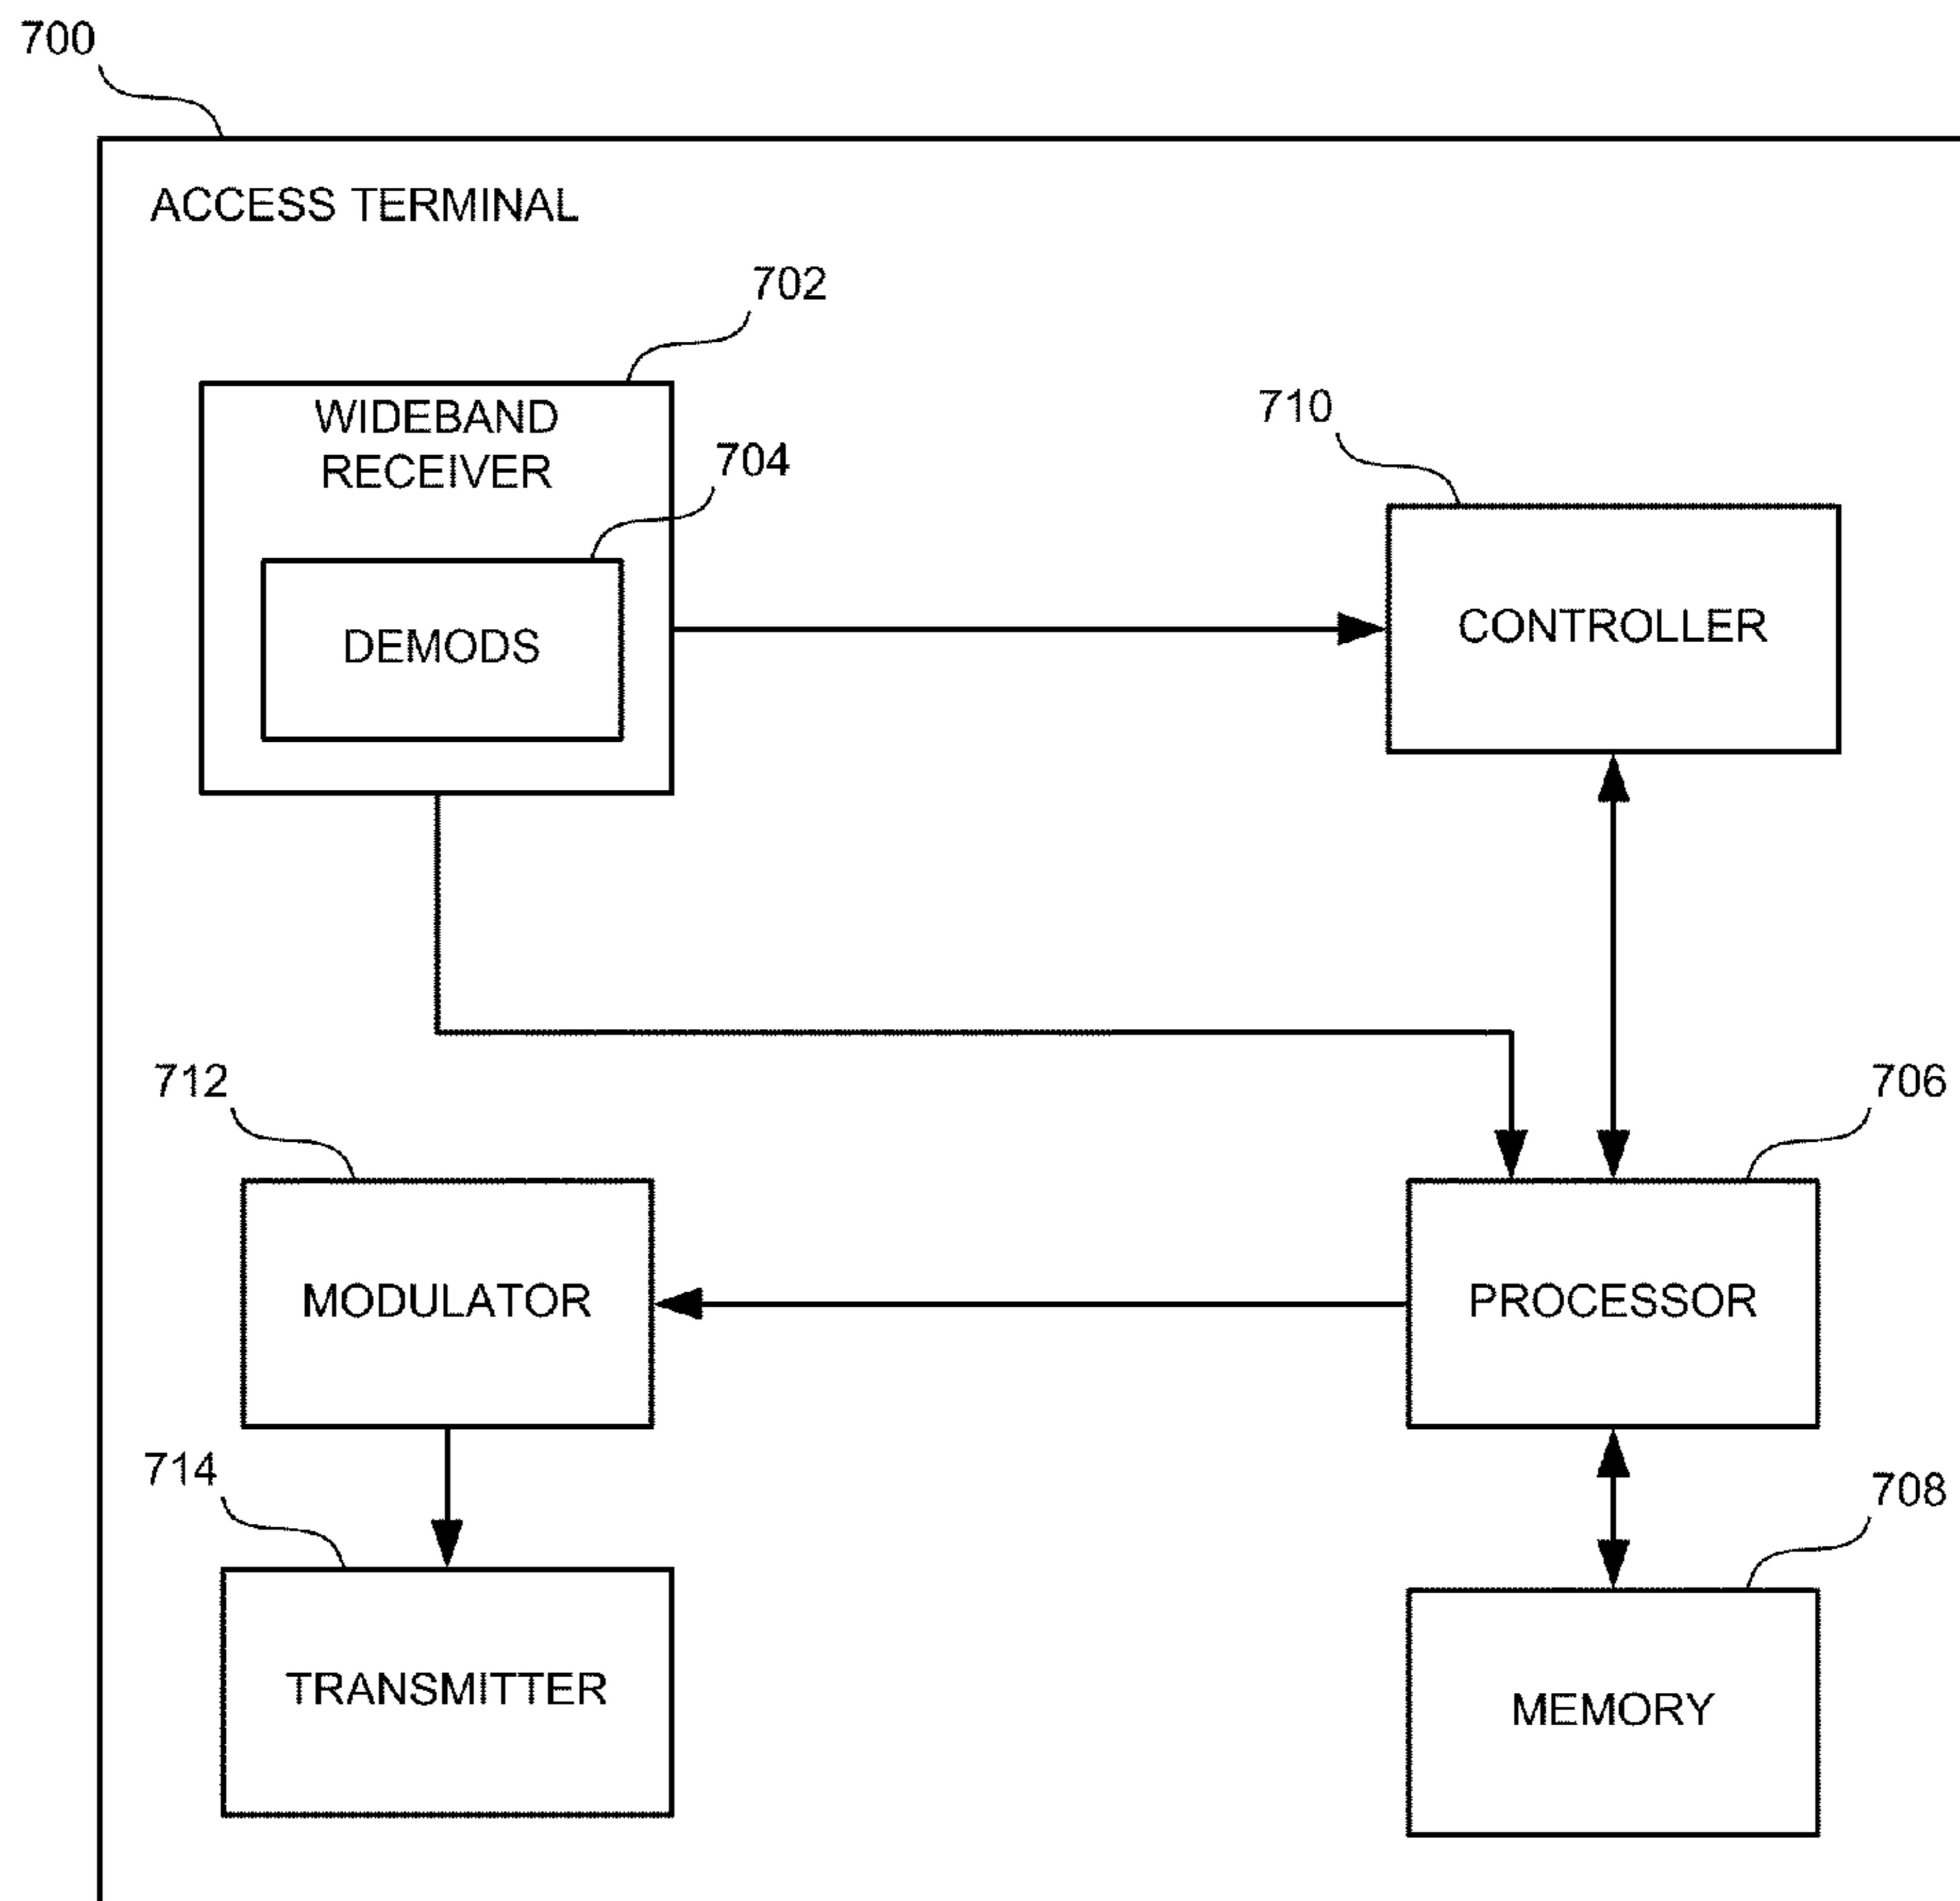 700
ACCESS TERMINAL
702
WIDEBAND
RECEIVER
704
DEMODS
710
CONTROLLER
712
MODULATOR
706
PROCESSOR
714
TRANSMITTER
708
MEMORY